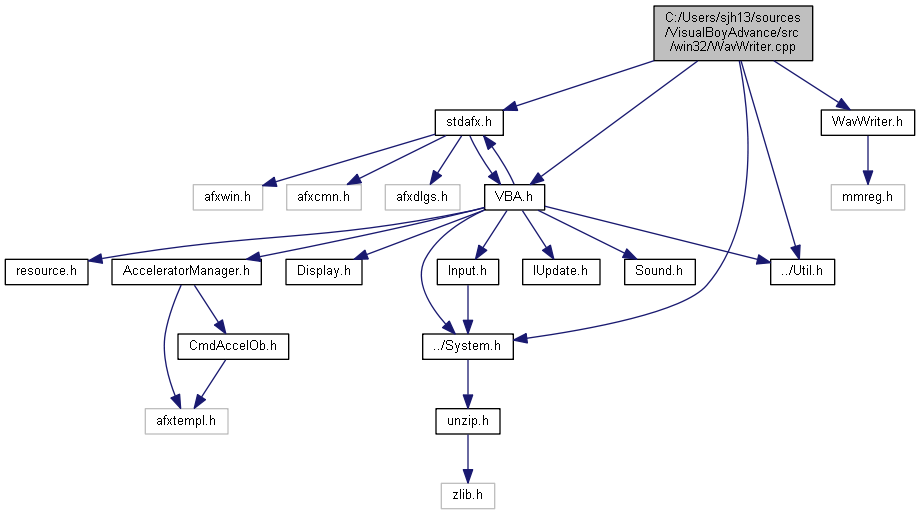 C:/Users/sjh13/sources
/VisualBoyAdvance/src
/win32/WavWriter.cpp
stdafx.h
WavWriter.h
afxwin.h
afxcmn.h
afxdlgs.h
VBA.h
mmreg.h
resource.h
AcceleratorManager.h
Display.h
Input.h
IUpdate.h
Sound.h
../Util.h
CmdAccelOb.h
../System.h
afxtempl.h
unzip.h
zlib.h